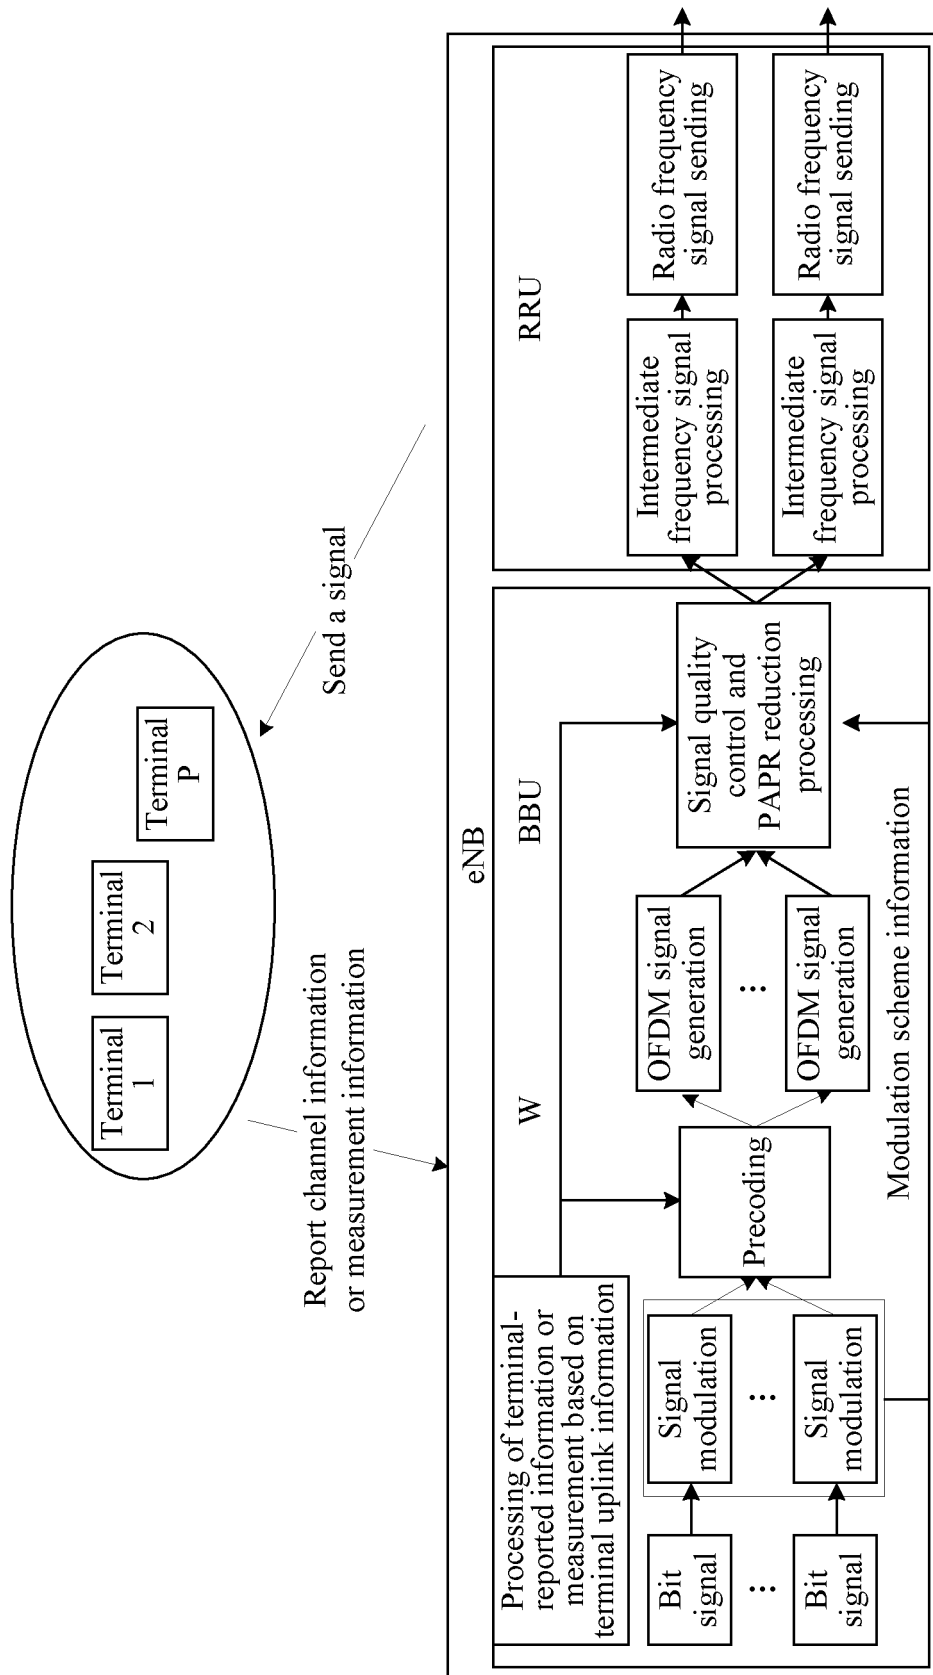 Terminal
1
Terminal
2
Terminal
P
Report channel information
or measurement information
Send a signal
eNB
W
BBU
RRU
Processing of terminal-
reported information or
measurement based on
terminal uplink information
Bit
signal
Signal
modulation
Precoding
OFDM signal
generation
Signal quality
control and
PAPR reduction
processing
Intermediate
frequency signal
processing
Radio frequency
signal sending
...
...
...
Bit
signal
Signal
modulation
OFDM signal
generation
Intermediate
frequency signal
processing
Radio frequency
signal sending
Modulation scheme information